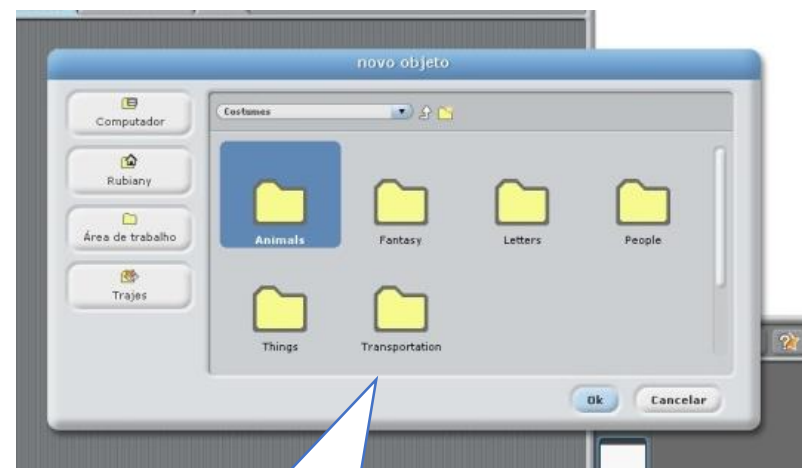 novo objeto
Computador
Rubiany
Área de trabalho
Trajes
Costumes
Animals
Fantasy
Letters
People
Things
Transportation
Ok
Cancelar
?